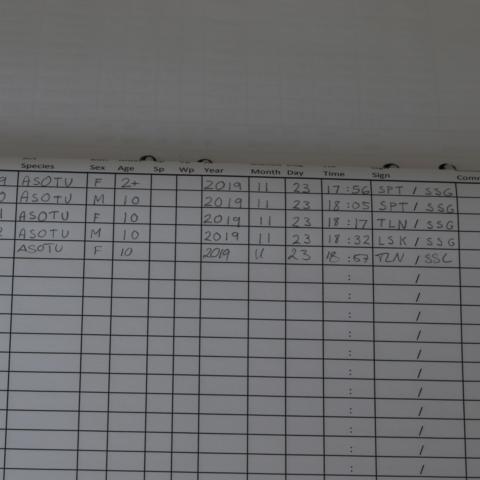 Species Sex Age Sp Wp Year Month Day Time Sign Comm
9 ASOTU F 2+ 2019 11 23 17:56 SPT / SSG
0 ASOTU M 10 2019 11 23 18:05 SPT / SSG
1 ASOTU F 10 2019 11 23 18:17 TLN / SSG
2 ASOTU M 10 2019 11 23 18:32 LSK / SSG
ASOTU F 10 2019 11 23 18:57 TLN / SSC
: /
: /
: /
: /
: /
: /
: /
: /
: /
: /
: /